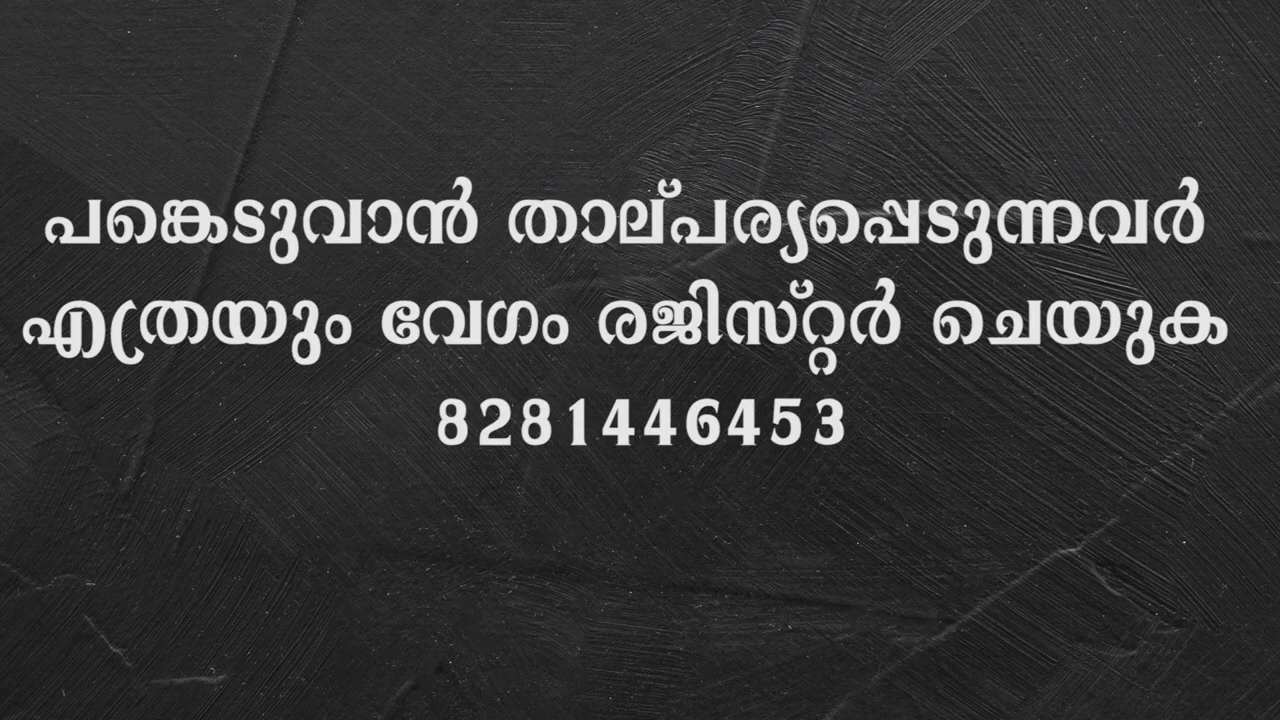 പങ്കെടുവാൻ താല്പര്യപ്പെടുന്നവർ
എത്രയും വേഗം രജിസ്റ്റർ ചെയുക
8281446453